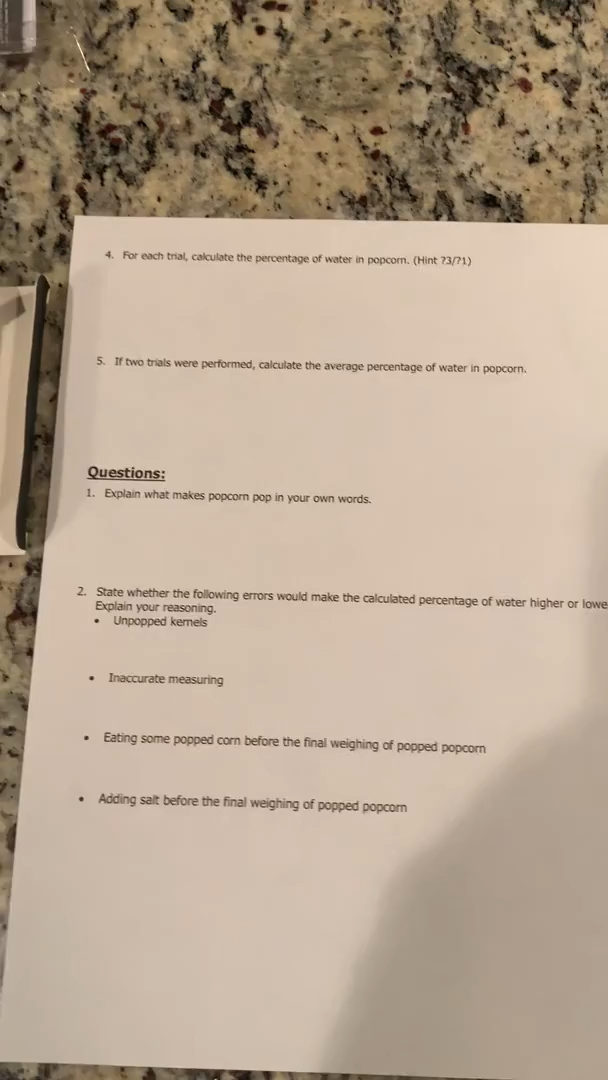 4. For each trial, calculate the percentage of water in popcorn. (Hint ?3/?1)
5. If two trials were performed, calculate the average percentage of water in popcorn.
Questions:
1. Explain what makes popcorn pop in your own words.
2. State whether the following errors would make the calculated percentage of water higher or lowe
Explain your reasoning.
• Unpopped kernels
• Inaccurate measuring
• Eating some popped corn before the final weighing of popped popcorn
• Adding salt before the final weighing of popped popcorn